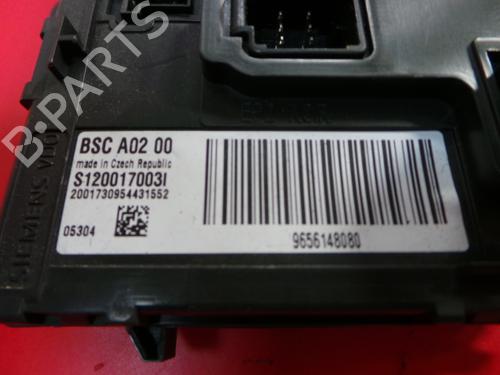 B-PARTS
BSC A02 00
made in Czech Republic
S120017003I
2001730954431552
05304
9656148080
SIEMENS VDO